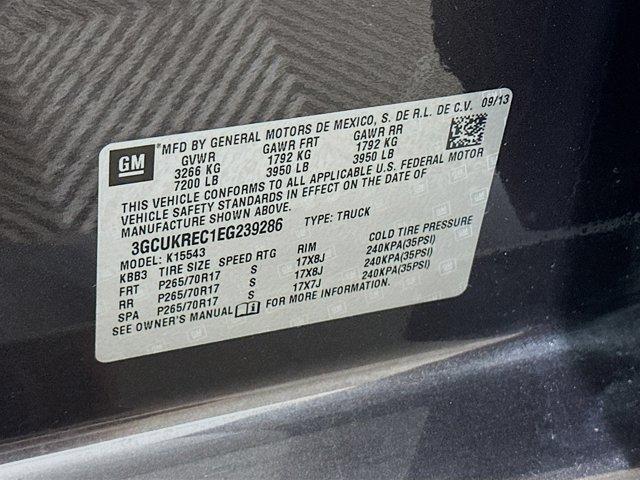 GM
MFD BY GENERAL MOTORS DE MEXICO, S. DE R.L. DE C.V. 09/13
GVWR GAWR FRT GAWR RR
3266 KG 1792 KG 1792 KG
7200 LB 3950 LB 3950 LB
THIS VEHICLE CONFORMS TO ALL APPLICABLE U.S. FEDERAL MOTOR
VEHICLE SAFETY STANDARDS IN EFFECT ON THE DATE OF
MANUFACTURE SHOWN ABOVE.
3GCUKREC1EG239286 TYPE: TRUCK
MODEL: K15543
KBB3 TIRE SIZE SPEED RTG RIM COLD TIRE PRESSURE
FRT P265/70R17 S 17X8J 240KPA(35PSI)
RR P265/70R17 S 17X8J 240KPA(35PSI)
SPA P265/70R17 S 17X7J 240KPA(35PSI)
SEE OWNER'S MANUAL FOR MORE INFORMATION.